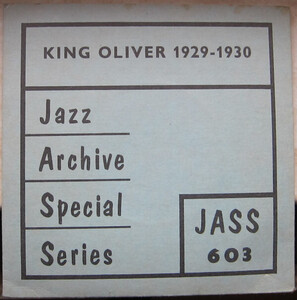 KING OLIVER 1929-1930
Jazz
Archive
Special
Series
JASS
603